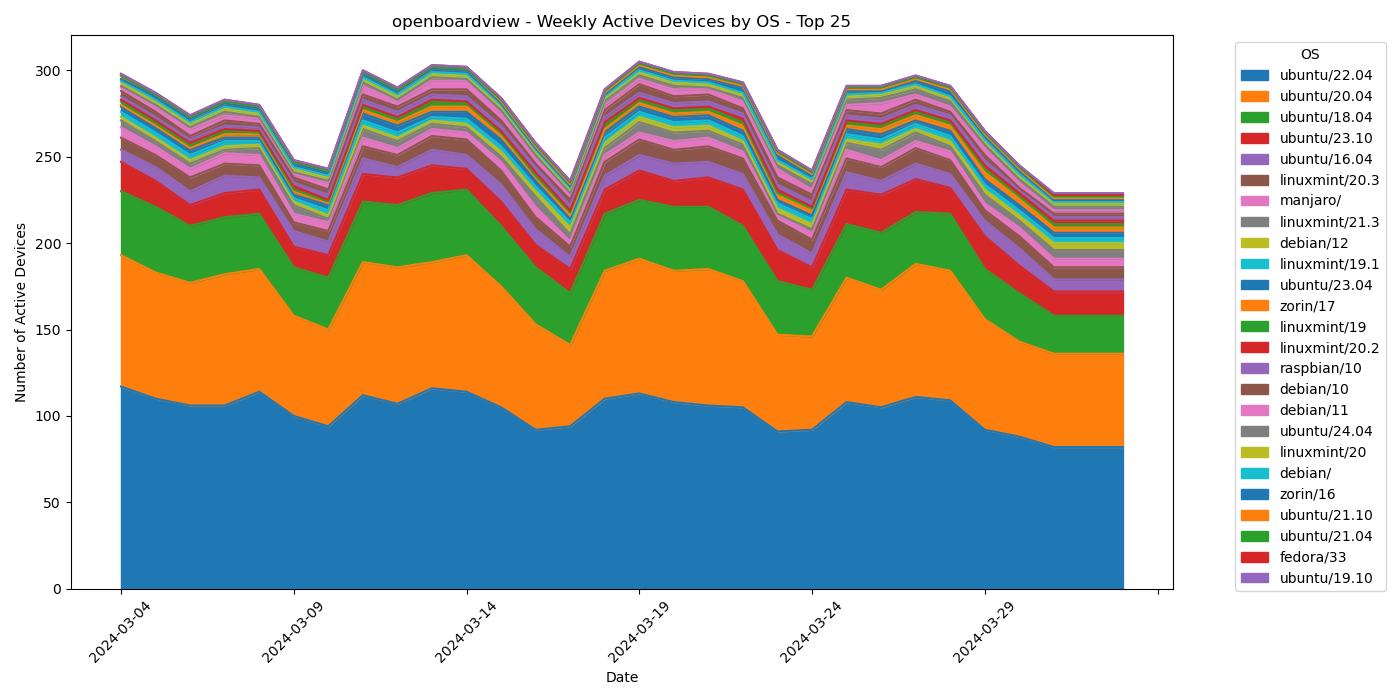 openboardview - Weekly Active Devices by OS - Top 25
Number of Active Devices
300
250
200
150
100
50
0
2024-03-04
2024-03-09
2024-03-14
2024-03-19
2024-03-24
2024-03-29
Date
OS
ubuntu/22.04
ubuntu/20.04
ubuntu/18.04
ubuntu/23.10
ubuntu/16.04
linuxmint/20.3
manjaro/
linuxmint/21.3
debian/12
linuxmint/19.1
ubuntu/23.04
zorin/17
linuxmint/19
linuxmint/20.2
raspbian/10
debian/10
debian/11
ubuntu/24.04
linuxmint/20
debian/
zorin/16
ubuntu/21.10
ubuntu/21.04
fedora/33
ubuntu/19.10